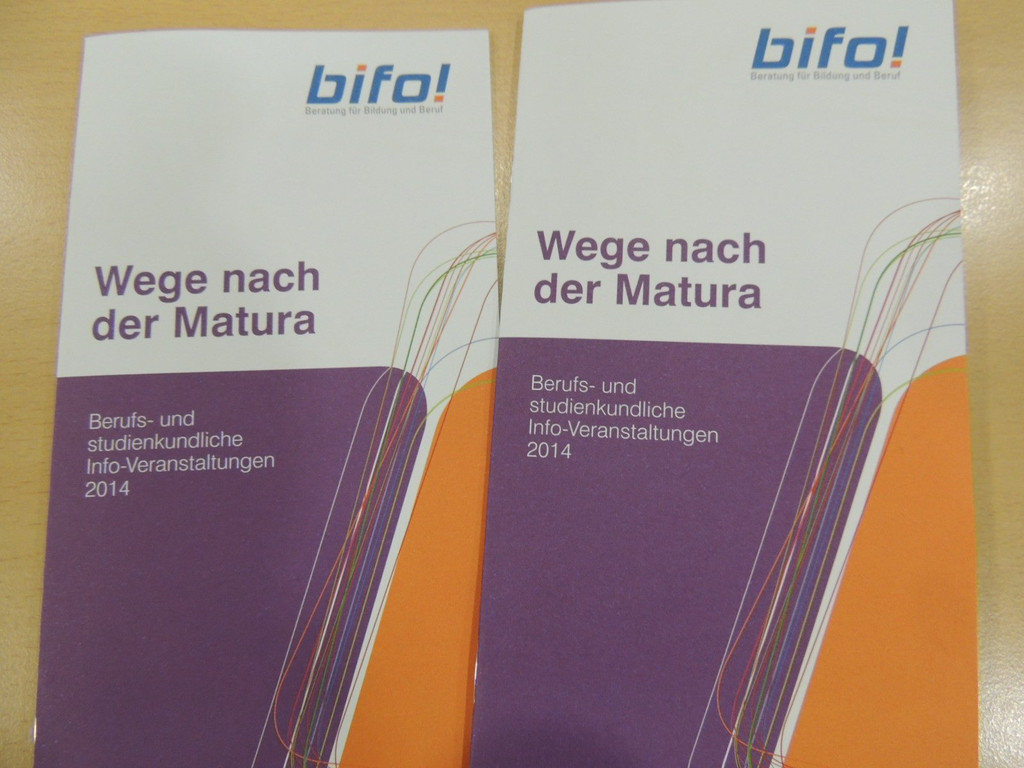 bifo!
Beratung für Bildung und Beruf
Wege nach
der Matura
Berufs- und
studienkundliche
Info-Veranstaltungen
2014
bifo!
Beratung für Bildung und Beruf
Wege nach
der Matura
Berufs- und
studienkundliche
Info-Veranstaltungen
2014